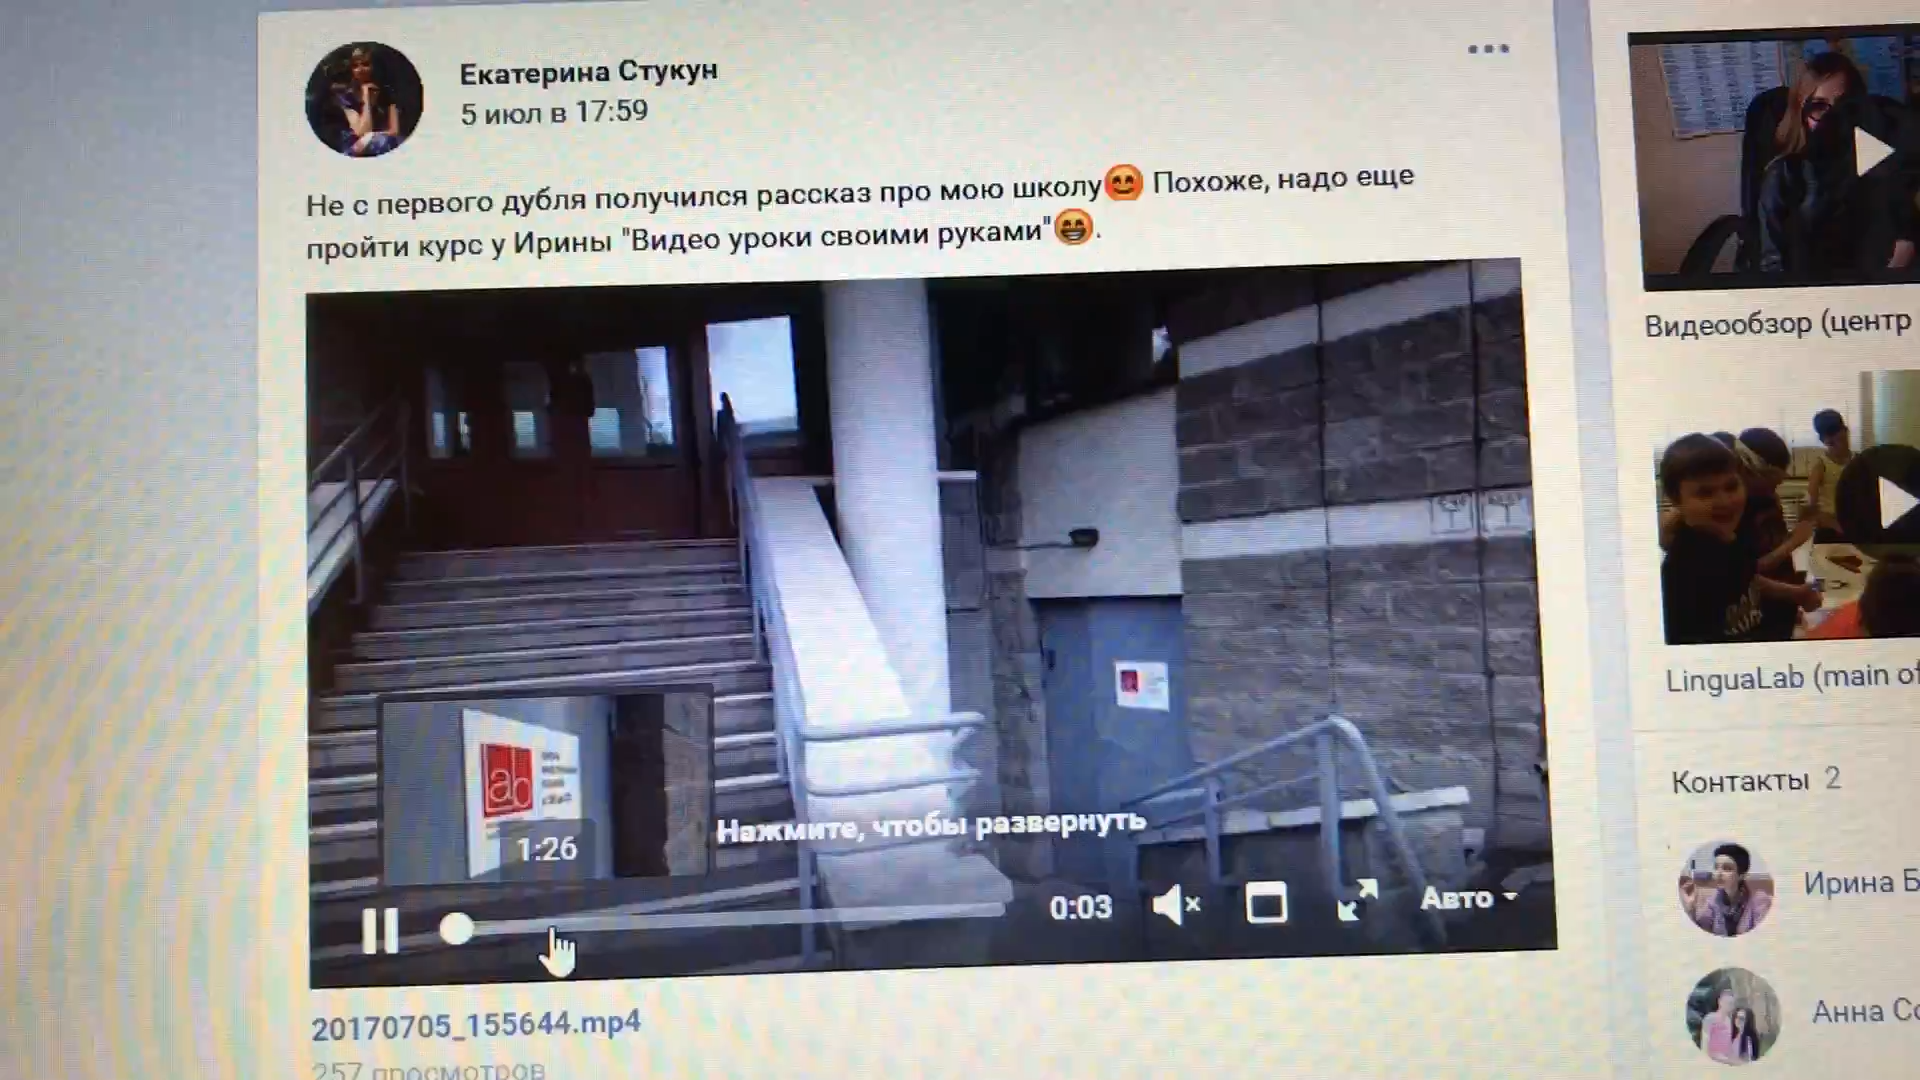 Екатерина Стукун
5 июл в 17:59
Не с первого дубля получился рассказ про мою школу😊 Похоже, надо еще
пройти курс у Ирины "Видео уроки своими руками"😁.
lab
1:26
Нажмите, чтобы развернуть
0:03
Авто
20170705_155644.mp4
257 просмотров
Видеообзор (центр
LinguaLab (main of
Контакты 2
Ирина Б
Анна Со